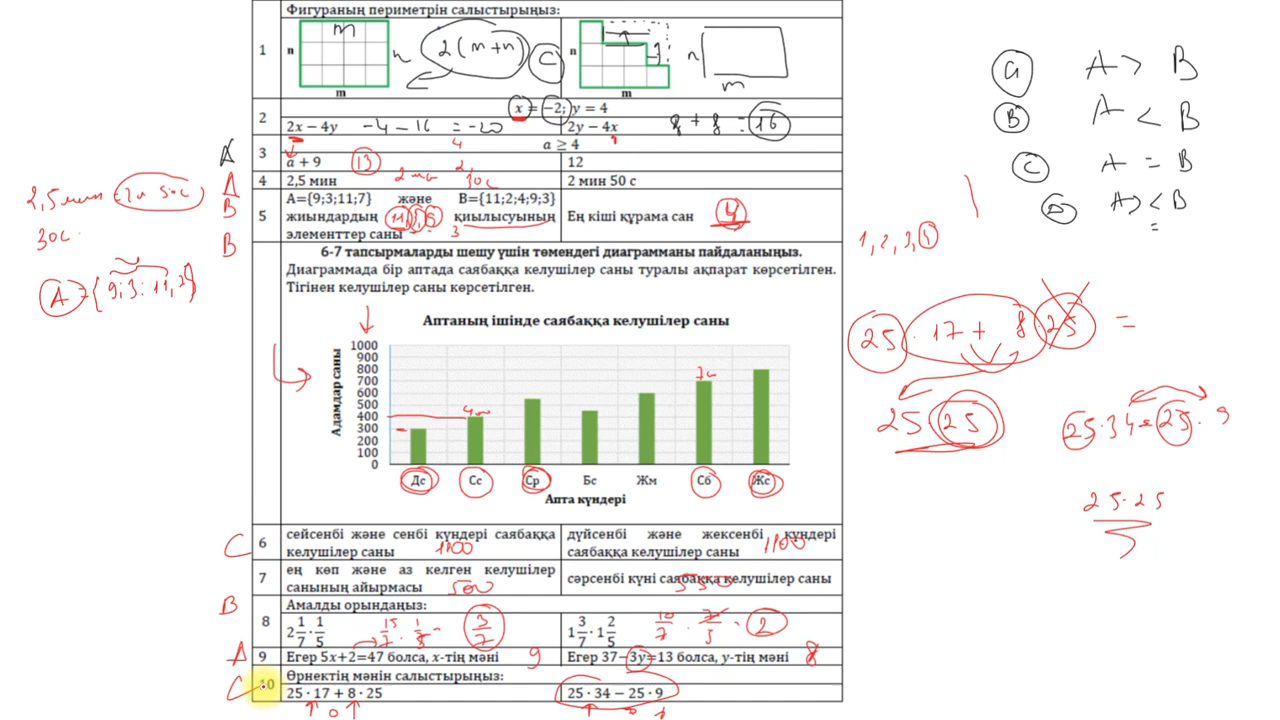 Фигураның периметрін салыстырыңыз:
1
n
m
m
n
2(m+n)
C
n
m
n
m
2
x = −2; y = 4
2x − 4y
-4 - 16 = -20
2y − 4x
8 + 8 = 16
3
a ≥ 4
4
a + 9
13
12
4
2,5 мин
2 мин 50 с
5
A={9;3;11;7} және B={11;2;4;9;3}
жиындардың қиылысуының
элементтер саны
3
Ең кіші құрама сан
4
6-7 тапсырмаларды шешу үшін төмендегі диаграмманы пайдаланыңыз.
Диаграммада бір аптада саябаққа келушілер саны туралы ақпарат көрсетілген.
Тігінен келушілер саны көрсетілген.
Аптаның ішінде саябаққа келушілер саны
Адамдар саны
1000
900
800
700
600
500
400
300
200
100
0
400
Дс Сс Ср Бс Жм Сб Жс
Апта күндері
6
сейсенбі және сенбі күндері саябаққа
келушілер саны
1100
дүйсенбі және жексенбі күндері
саябаққа келушілер саны
1100
7
ең көп және аз келген келушілер
санының айырмасы
500
сәрсенбі күні саябаққа келушілер саны
550
8
Амалды орындаңыз:
2 1/7 · 1/5
15/7 · 1/5 = 3/7
1 3/7 · 1 2/5
10/7 · 7/5 = 2
9
Егер 5x+2=47 болса, x-тің мәні
9
Егер 37−3y=13 болса, y-тің мәні
8
10
Өрнектің мәнін салыстырыңыз:
25 · 17 + 8 · 25
25 · 34 − 25 · 9
A
A
B
B
C
B
A
C
30с
a A > B
B A < B
C A = B
D A > < B
=
1, 2, 3, 4
25 · 17 + 8 · 25 =
25 · 25
25·34 - 25 · 9
25·25